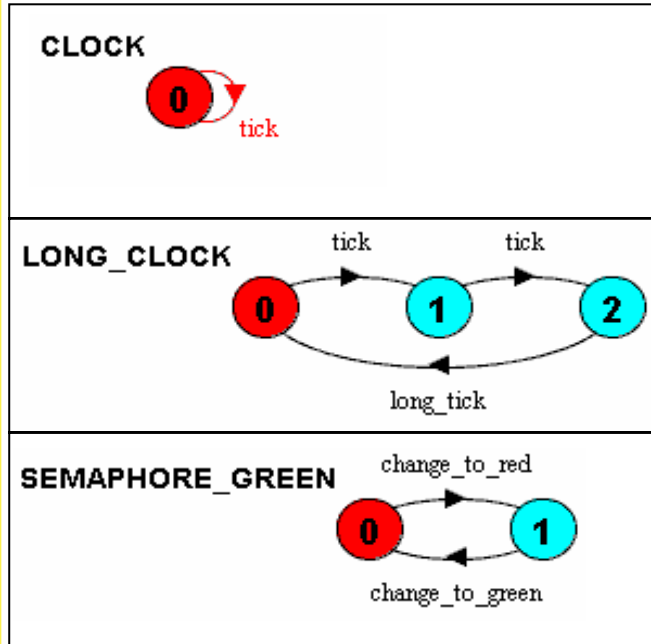 CLOCK
0
tick
tick tick
LONG_CLOCK
0 1 2
long_tick
change_to_red
SEMAPHORE_GREEN
0 1
change_to_green